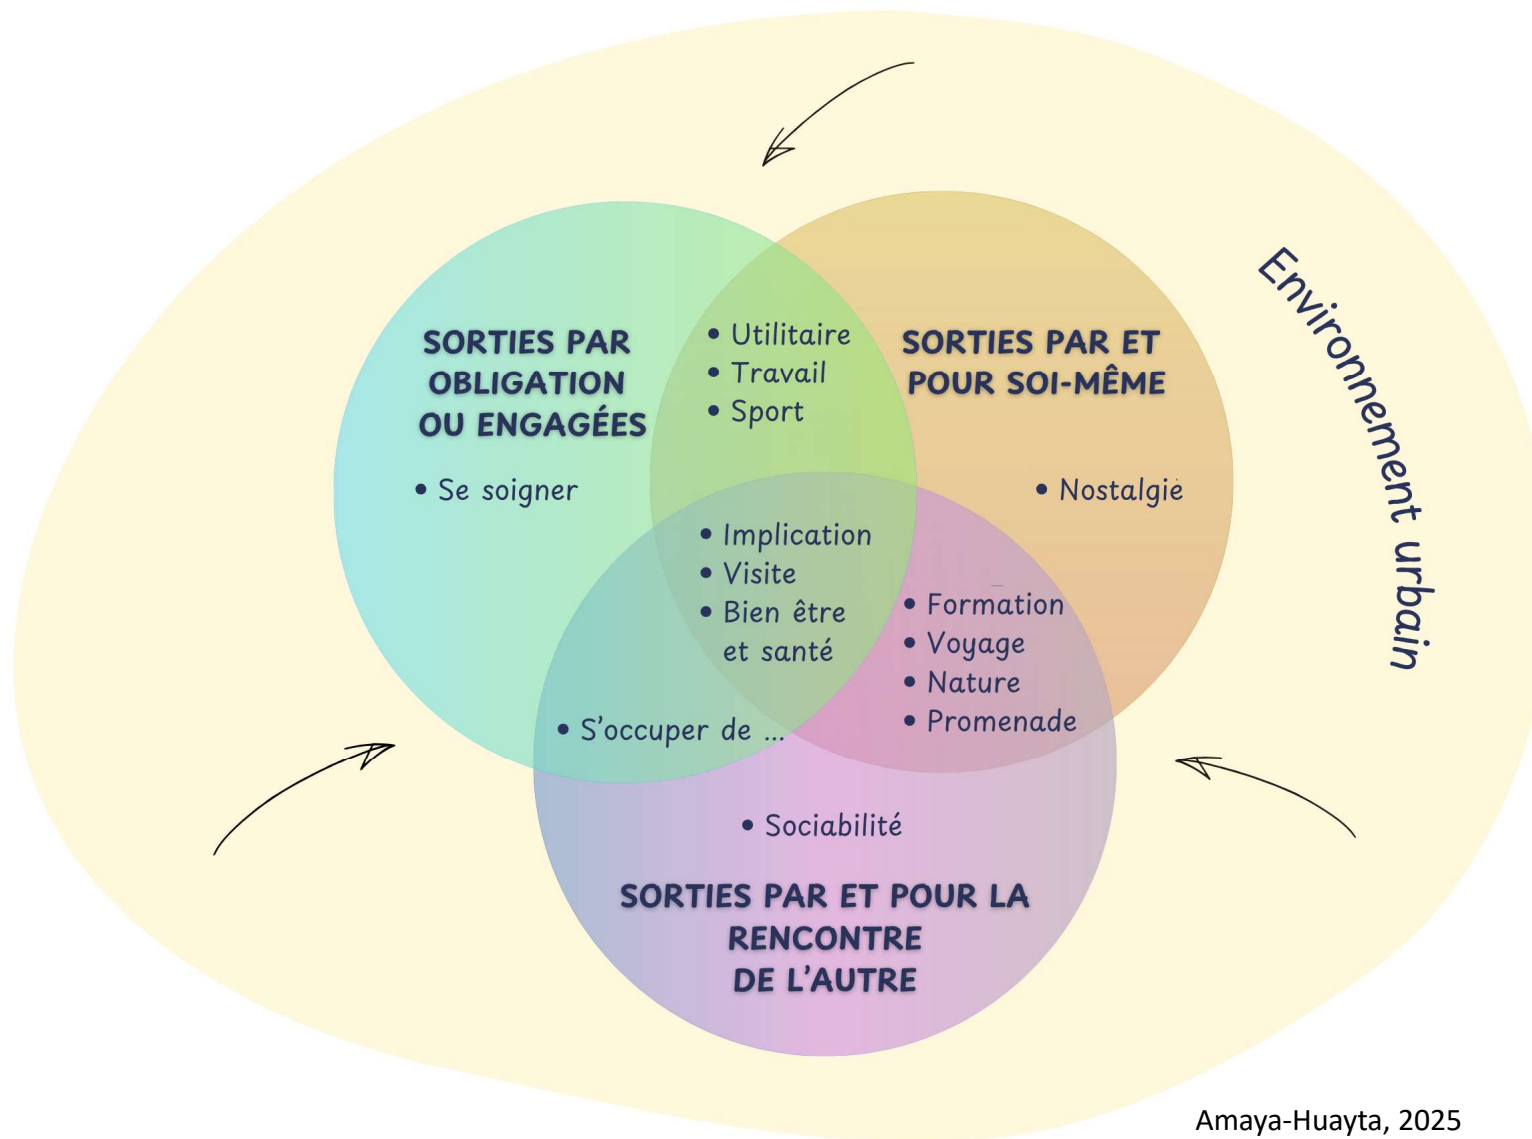 SORTIES PAR
OBLIGATION
OU ENGAGÉES
• Se soigner
• Utilitaire
• Travail
• Sport
SORTIES PAR ET
POUR SOI-MÊME
• Nostalgie
• Implication
• Visite
• Bien être
et santé
• Formation
• Voyage
• Nature
• Promenade
• S'occuper de ...
• Sociabilité
SORTIES PAR ET POUR LA
RENCONTRE
DE L'AUTRE
Environnement urbain
Amaya-Huayta, 2025